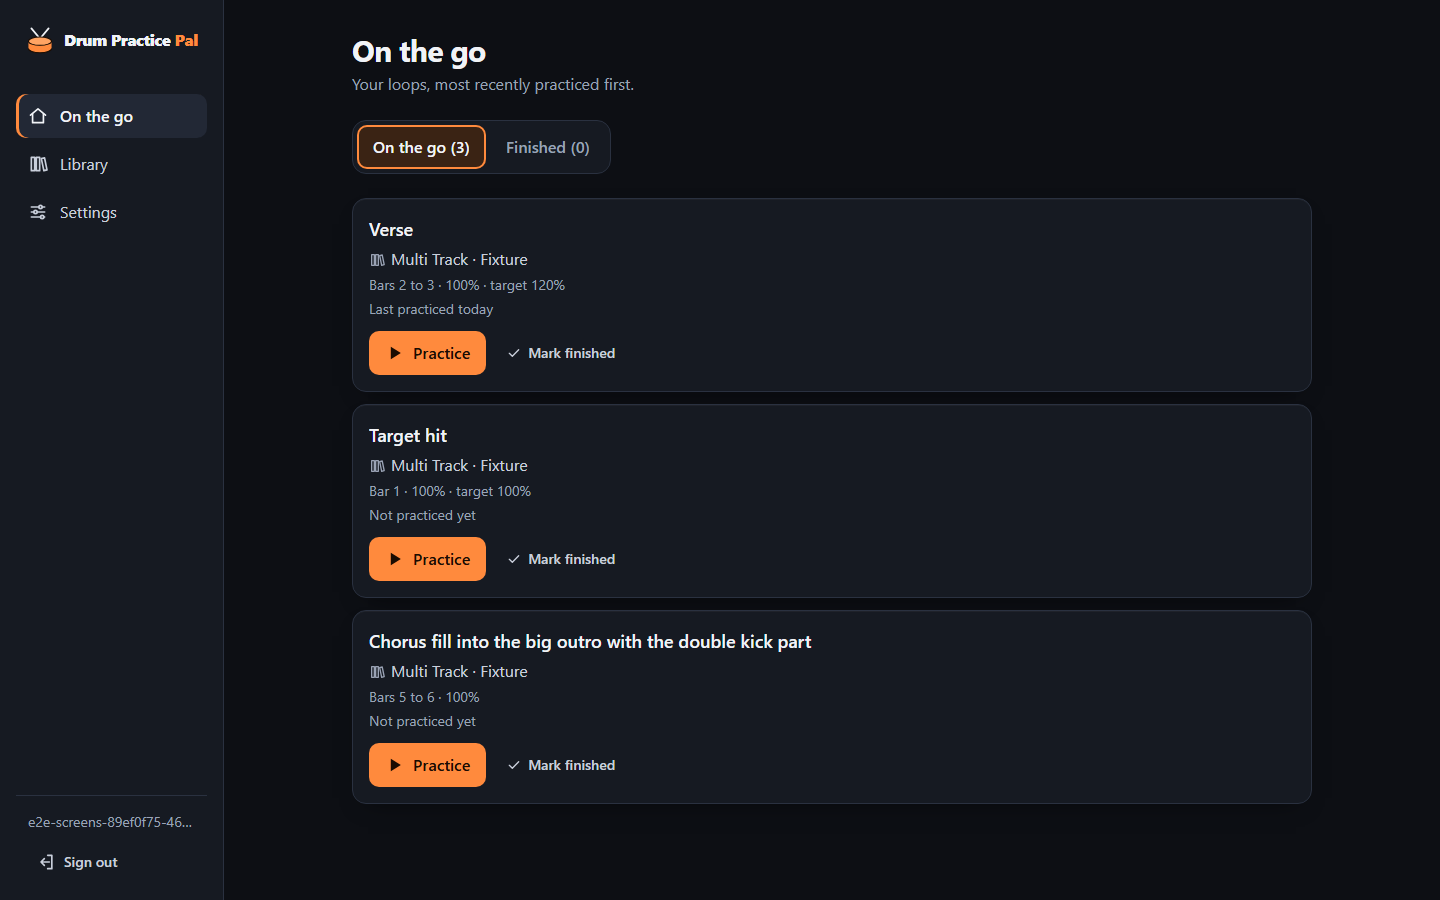 Drum Practice Pal
On the go
Library
Settings
e2e-screens-89ef0f75-46...
Sign out
On the go
Your loops, most recently practiced first.
On the go (3)
Finished (0)
Verse
Multi Track · Fixture
Bars 2 to 3 · 100% · target 120%
Last practiced today
Practice
Mark finished
Target hit
Multi Track · Fixture
Bar 1 · 100% · target 100%
Not practiced yet
Practice
Mark finished
Chorus fill into the big outro with the double kick part
Multi Track · Fixture
Bars 5 to 6 · 100%
Not practiced yet
Practice
Mark finished